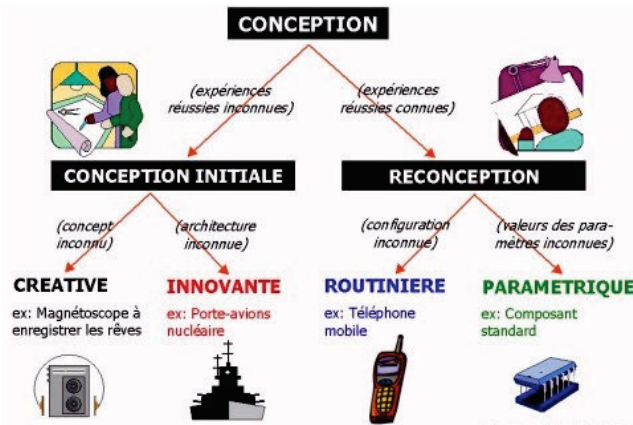 CONCEPTION
(expériences
réussies inconnues)
(expériences
réussies connues)
CONCEPTION INITIALE
RECONCEPTION
(concept
inconnu)
(architecture
inconnue)
(configuration
inconnue)
(valeurs des para-
mètres inconnues)
CREATIVE
INNOVANTE
ROUTINIERE
PARAMETRIQUE
ex: Magnétoscope à
enregistrer les rêves
ex: Porte-avions
nucléaire
ex: Téléphone
mobile
ex: Composant
standard